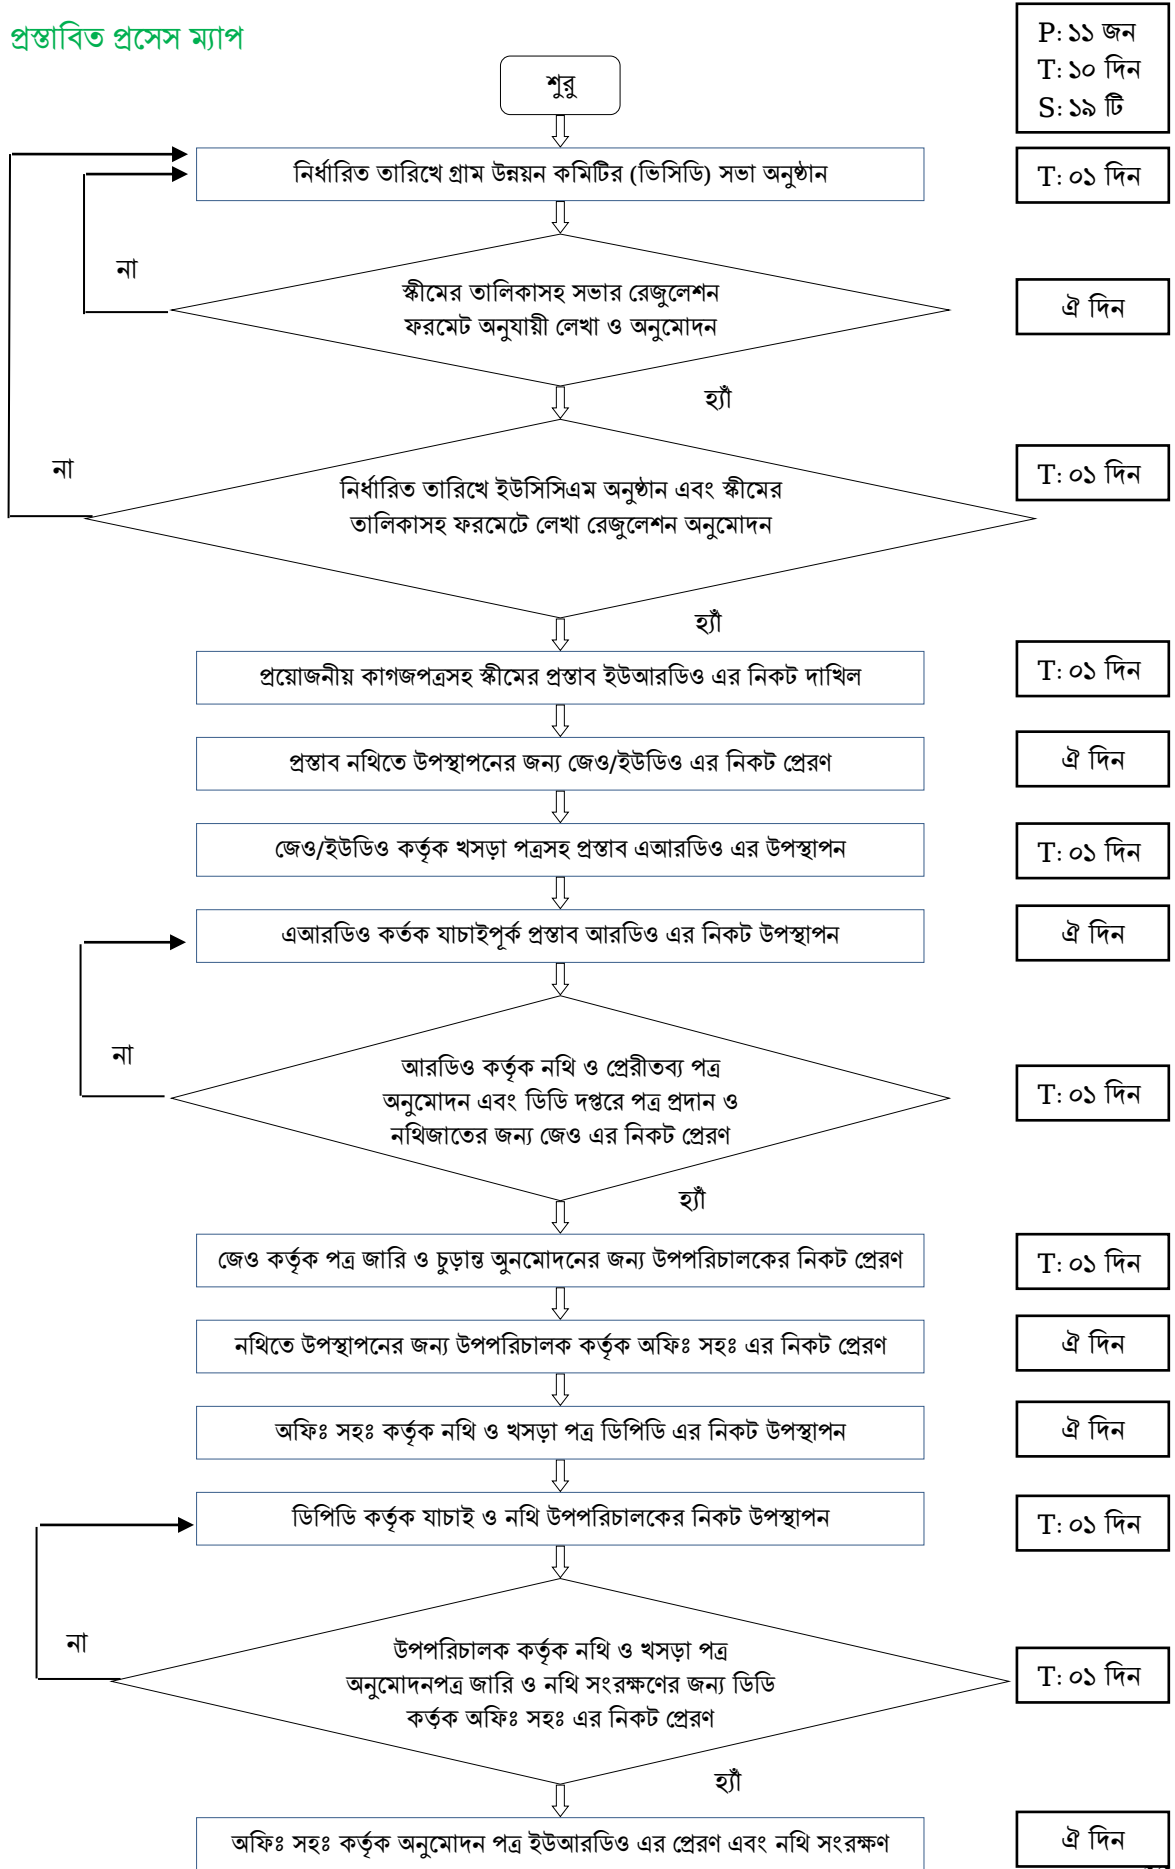 প্রস্তাবিত প্রসেস ম্যাপ
P: ১১ জন
T: ১০ দিন
S: ১৯ টি
শুরু
নির্ধারিত তারিখে গ্রাম উন্নয়ন কমিটির (ভিসিডি) সভা অনুষ্ঠান
T: ০১ দিন
না
স্কীমের তালিকাসহ সভার রেজুলেশন
ফরমেট অনুযায়ী লেখা ও অনুমোদন
ঐ দিন
হ্যাঁ
না
নির্ধারিত তারিখে ইউসিসিএম অনুষ্ঠান এবং স্কীমের
তালিকাসহ ফরমেটে লেখা রেজুলেশন অনুমোদন
T: ০১ দিন
হ্যাঁ
প্রয়োজনীয় কাগজপত্রসহ স্কীমের প্রস্তাব ইউআরডিও এর নিকট দাখিল
T: ০১ দিন
প্রস্তাব নথিতে উপস্থাপনের জন্য জেও/ইউডিও এর নিকট প্রেরণ
ঐ দিন
জেও/ইউডিও কর্তৃক খসড়া পত্রসহ প্রস্তাব এআরডিও এর উপস্থাপন
T: ০১ দিন
এআরডিও কর্তক যাচাইপূর্ক প্রস্তাব আরডিও এর নিকট উপস্থাপন
ঐ দিন
না
আরডিও কর্তৃক নথি ও প্রেরীতব্য পত্র
অনুমোদন এবং ডিডি দপ্তরে পত্র প্রদান ও
নথিজাতের জন্য জেও এর নিকট প্রেরণ
T: ০১ দিন
হ্যাঁ
জেও কর্তৃক পত্র জারি ও চুড়ান্ত অুনমোদনের জন্য উপপরিচালকের নিকট প্রেরণ
T: ০১ দিন
নথিতে উপস্থাপনের জন্য উপপরিচালক কর্তৃক অফিঃ সহঃ এর নিকট প্রেরণ
ঐ দিন
অফিঃ সহঃ কর্তৃক নথি ও খসড়া পত্র ডিপিডি এর নিকট উপস্থাপন
ঐ দিন
ডিপিডি কর্তৃক যাচাই ও নথি উপপরিচালকের নিকট উপস্থাপন
T: ০১ দিন
না
উপপরিচালক কর্তৃক নথি ও খসড়া পত্র
অনুমোদনপত্র জারি ও নথি সংরক্ষণের জন্য ডিডি
কর্তৃক অফিঃ সহঃ এর নিকট প্রেরণ
T: ০১ দিন
হ্যাঁ
অফিঃ সহঃ কর্তৃক অনুমোদন পত্র ইউআরডিও এর প্রেরণ এবং নথি সংরক্ষণ
ঐ দিন